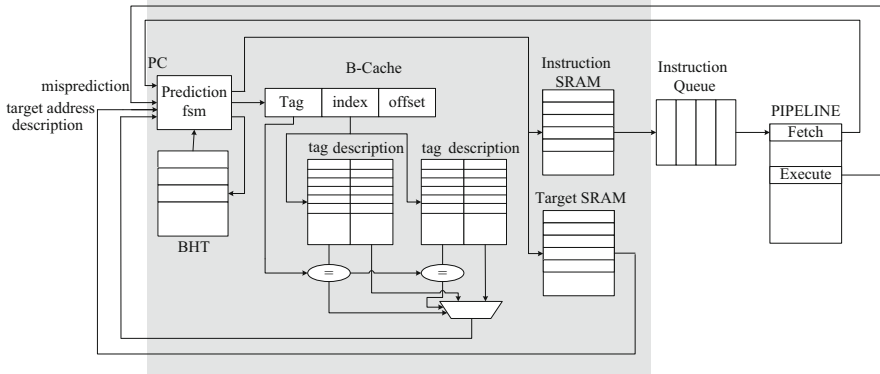 PC
B-Cache
Instruction
SRAM
Instruction
Queue
misprediction
target address
description
Prediction
fsm
Tag
index
offset
PIPELINE
Fetch
Execute
tag description
tag description
BHT
Target SRAM
=
=